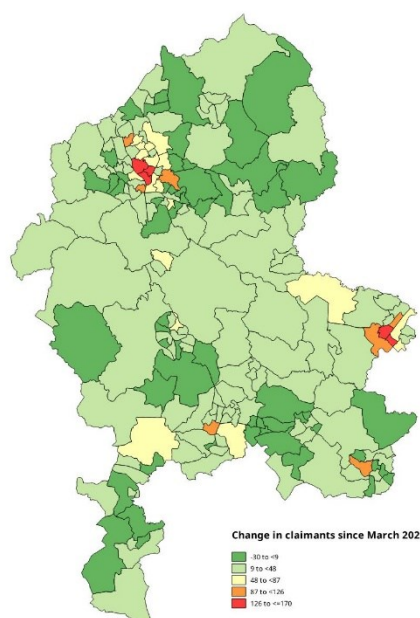 Change in claimants since March 202
-30 to <9
9 to <48
48 to <87
87 to <126
126 to <=170